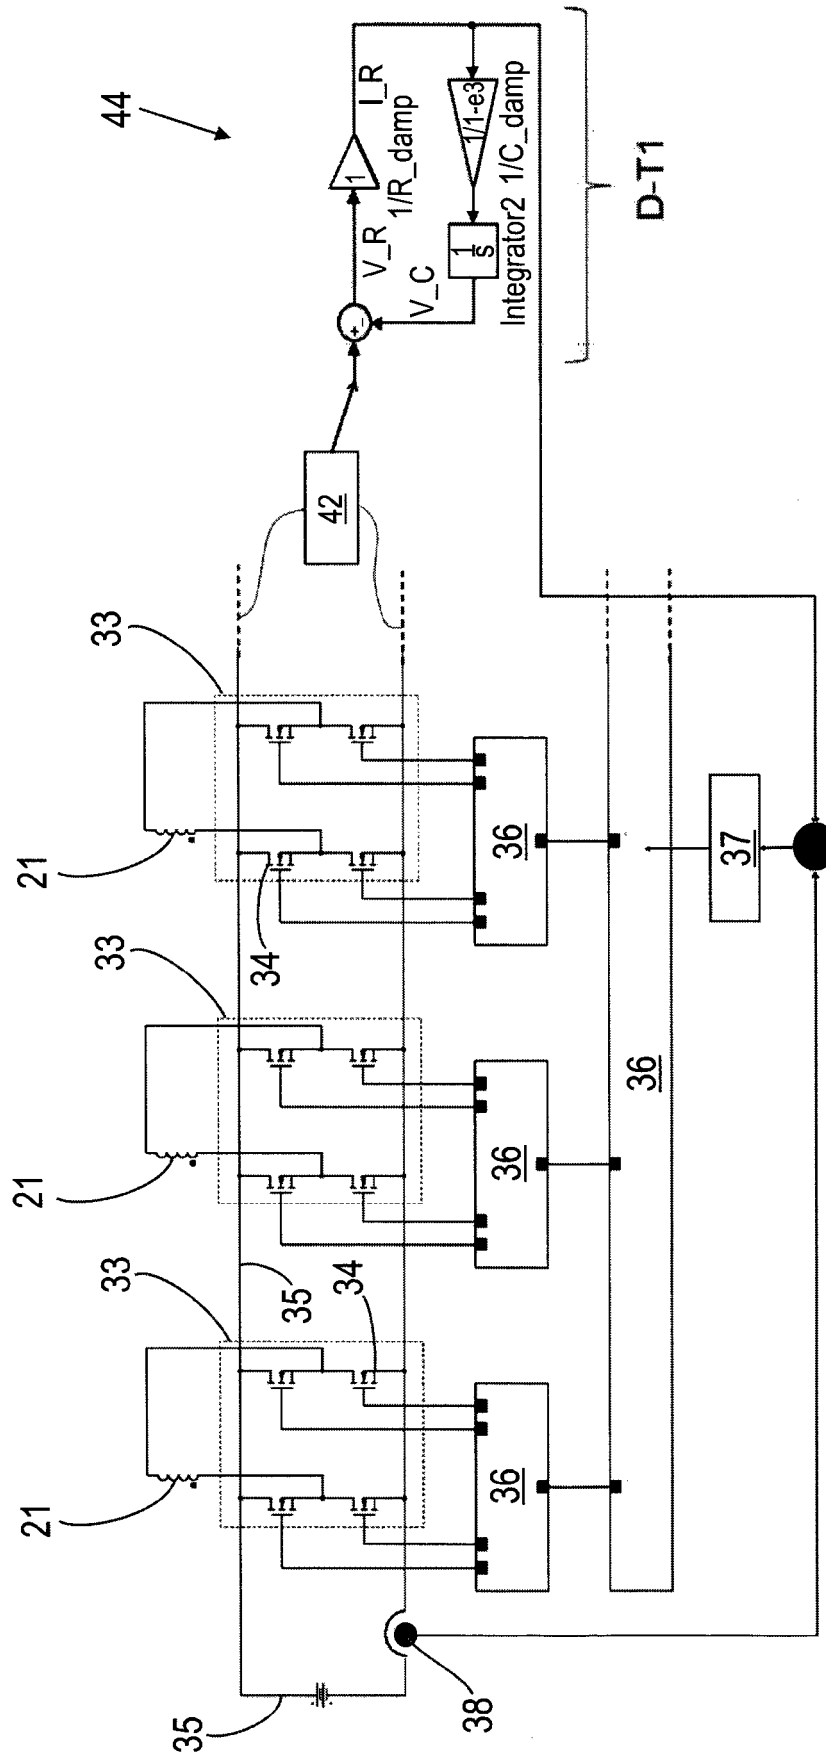 21
21
21
33
33
33
44
35
35
34
34
42
+
−
V_R
1
I_R
1/R_damp
V_C
1
s
1/1-e3
Integrator2 1/C_damp
38
36
36
36
D-T1
36
37